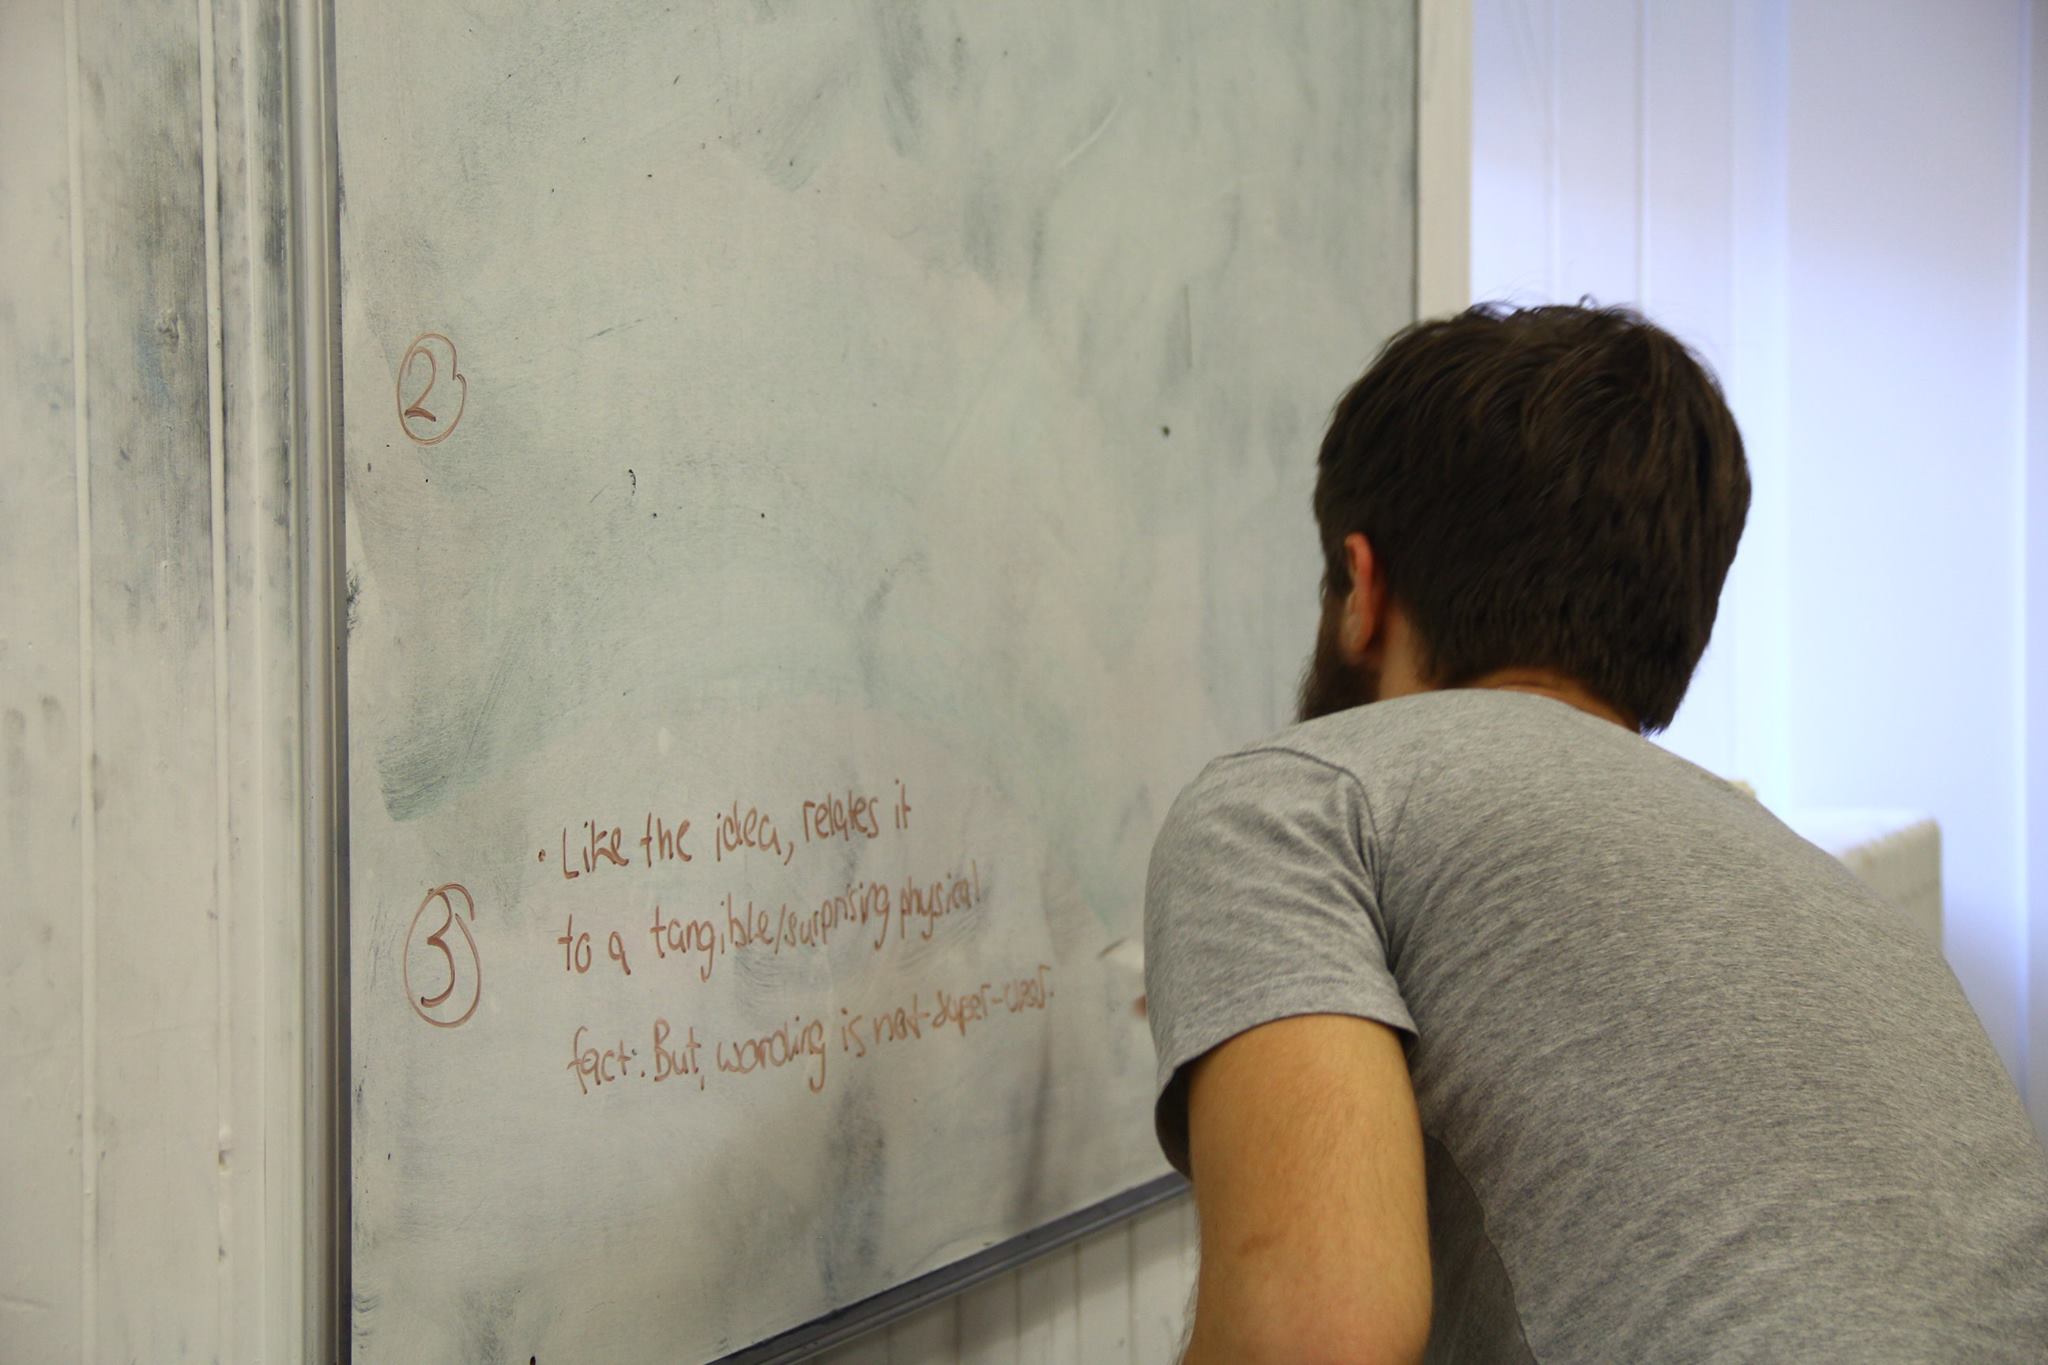 2
3
· Like the idea, relates it
to a tangible/surprising physical
fact. But, wording is not-super-clear.